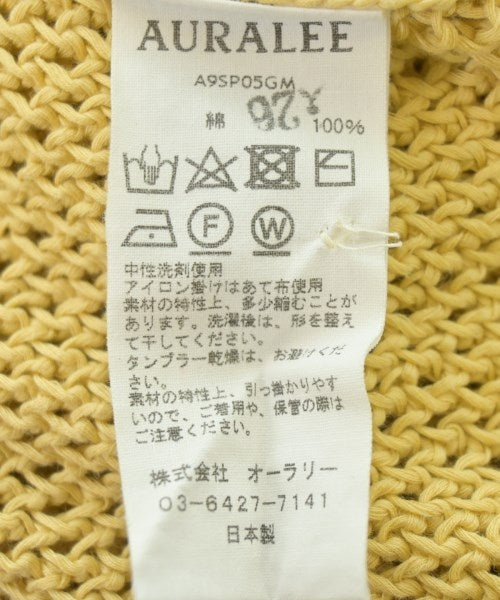 AURALEE
A9SP05GM
綿 100%
F W
中性洗剤使用
アイロン掛けはあて布使用
素材の特性上、多少縮むことが
あります。洗濯後は、形を整え
て干してください。
タンブラー乾燥は、お避けくだ
さい。
素材の特性上、引っ掛かりやす
いので、ご着用や、保管の際は
ご注意ください。
株式会社 オーラリー
03-6427-7141
日本製